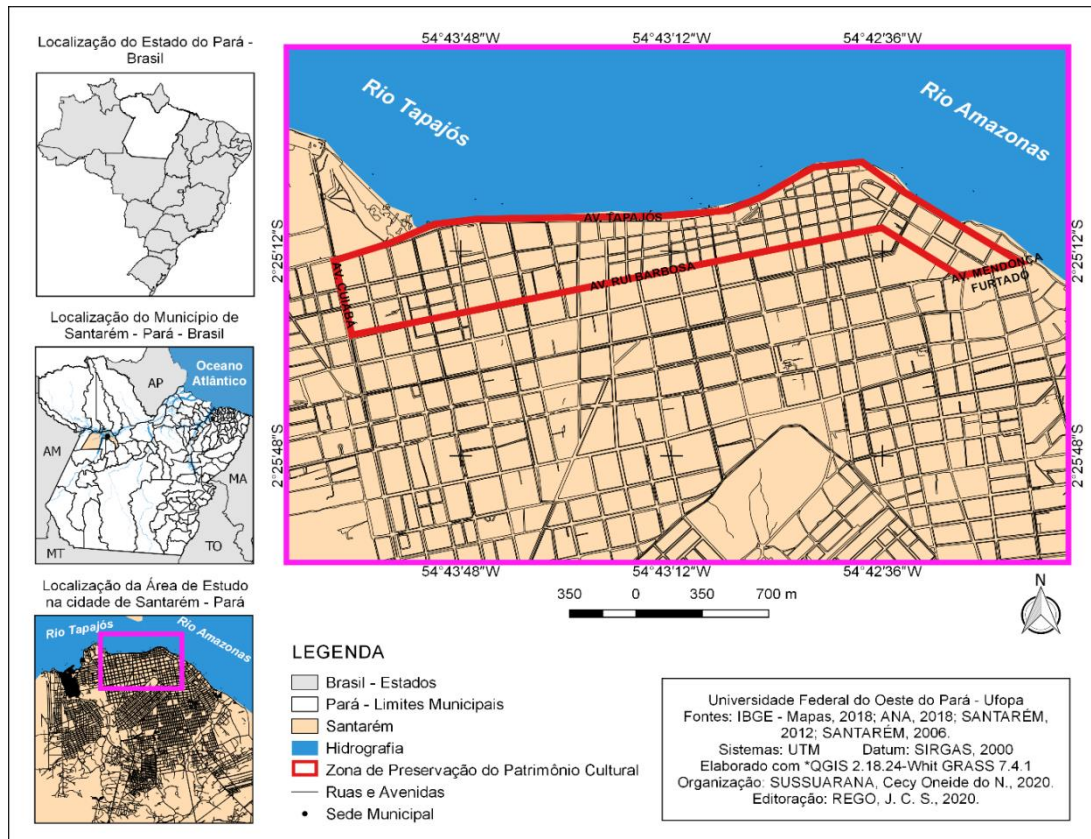 Localização do Estado do Pará -
Brasil
Localização do Município de
Santarém - Pará - Brasil
Oceano
Atlântico
AP
AM
MA
MT
TO
Localização da Área de Estudo
na cidade de Santarém - Pará
Rio Tapajós
Rio Amazonas
54°43'48"W
54°43'12"W
54°42'36"W
Rio Tapajós
Rio Amazonas
2°25'12"S
2°25'12"S
AV. TAPAJÓS
AV. CUIABÁ
AV. RUI BARBOSA
AV. MENDONÇA
FURTADO
2°25'48"S
2°25'48"S
54°43'48"W
54°43'12"W
54°42'36"W
350 0 350 700 m
N
LEGENDA
Brasil - Estados
Pará - Limites Municipais
Santarém
Hidrografia
Zona de Preservação do Patrimônio Cultural
Ruas e Avenidas
Sede Municipal
Universidade Federal do Oeste do Pará - Ufopa
Fontes: IBGE - Mapas, 2018; ANA, 2018; SANTARÉM,
2012; SANTARÉM, 2006.
Sistemas: UTM Datum: SIRGAS, 2000
Elaborado com *QGIS 2.18.24-Whit GRASS 7.4.1
Organização: SUSSUARANA, Cecy Oneide do N., 2020.
Editoração: REGO, J. C. S., 2020.